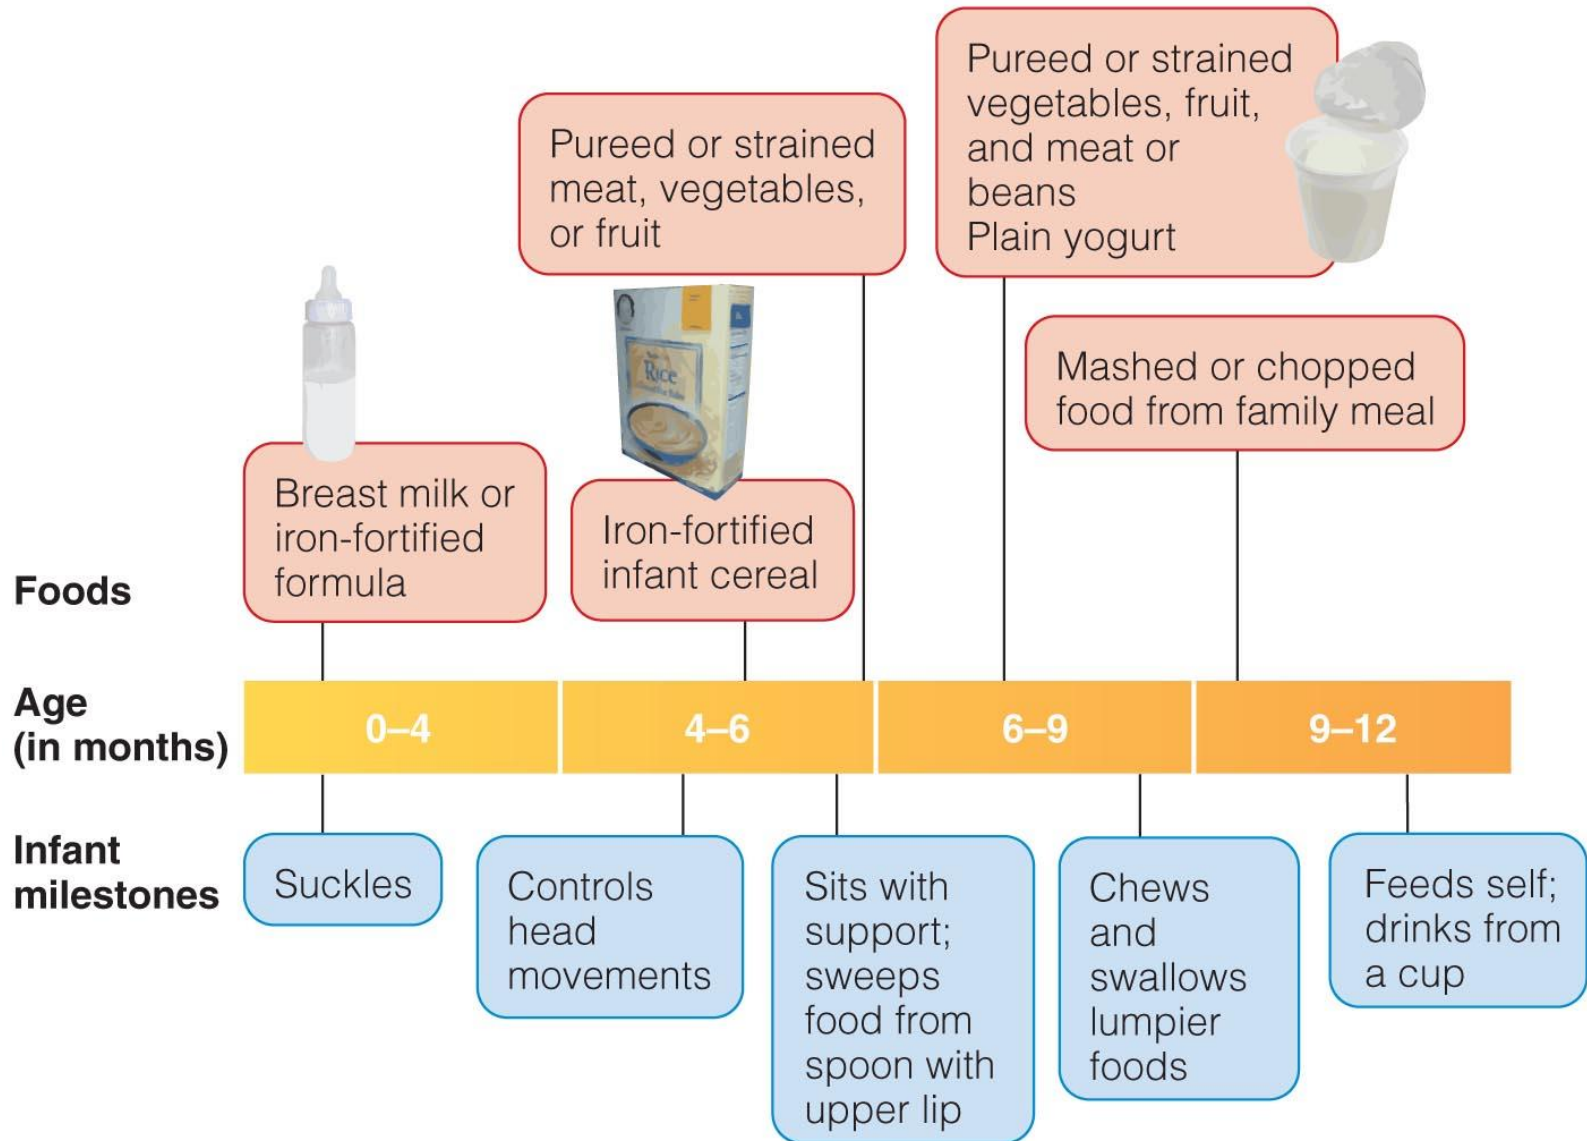 Pureed or strained
meat, vegetables,
or fruit
Pureed or strained
vegetables, fruit,
and meat or
beans
Plain yogurt
Mashed or chopped
food from family meal
Rice
Breast milk or
iron-fortified
formula
Iron-fortified
infant cereal
Foods
Age
(in months)
0–4
4–6
6–9
9–12
Infant
milestones
Suckles
Controls
head
movements
Sits with
support;
sweeps
food from
spoon with
upper lip
Chews
and
swallows
lumpier
foods
Feeds self;
drinks from
a cup